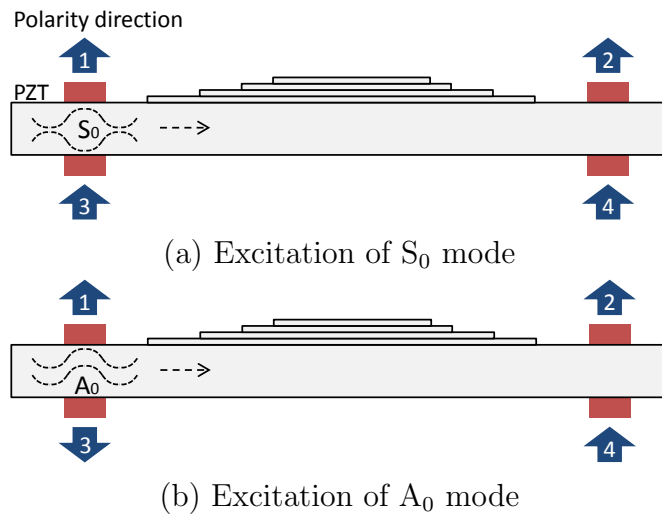 Polarity direction
1
2
PZT
S₀
3
4
(a) Excitation of S₀ mode
1
2
A₀
3
4
(b) Excitation of A₀ mode